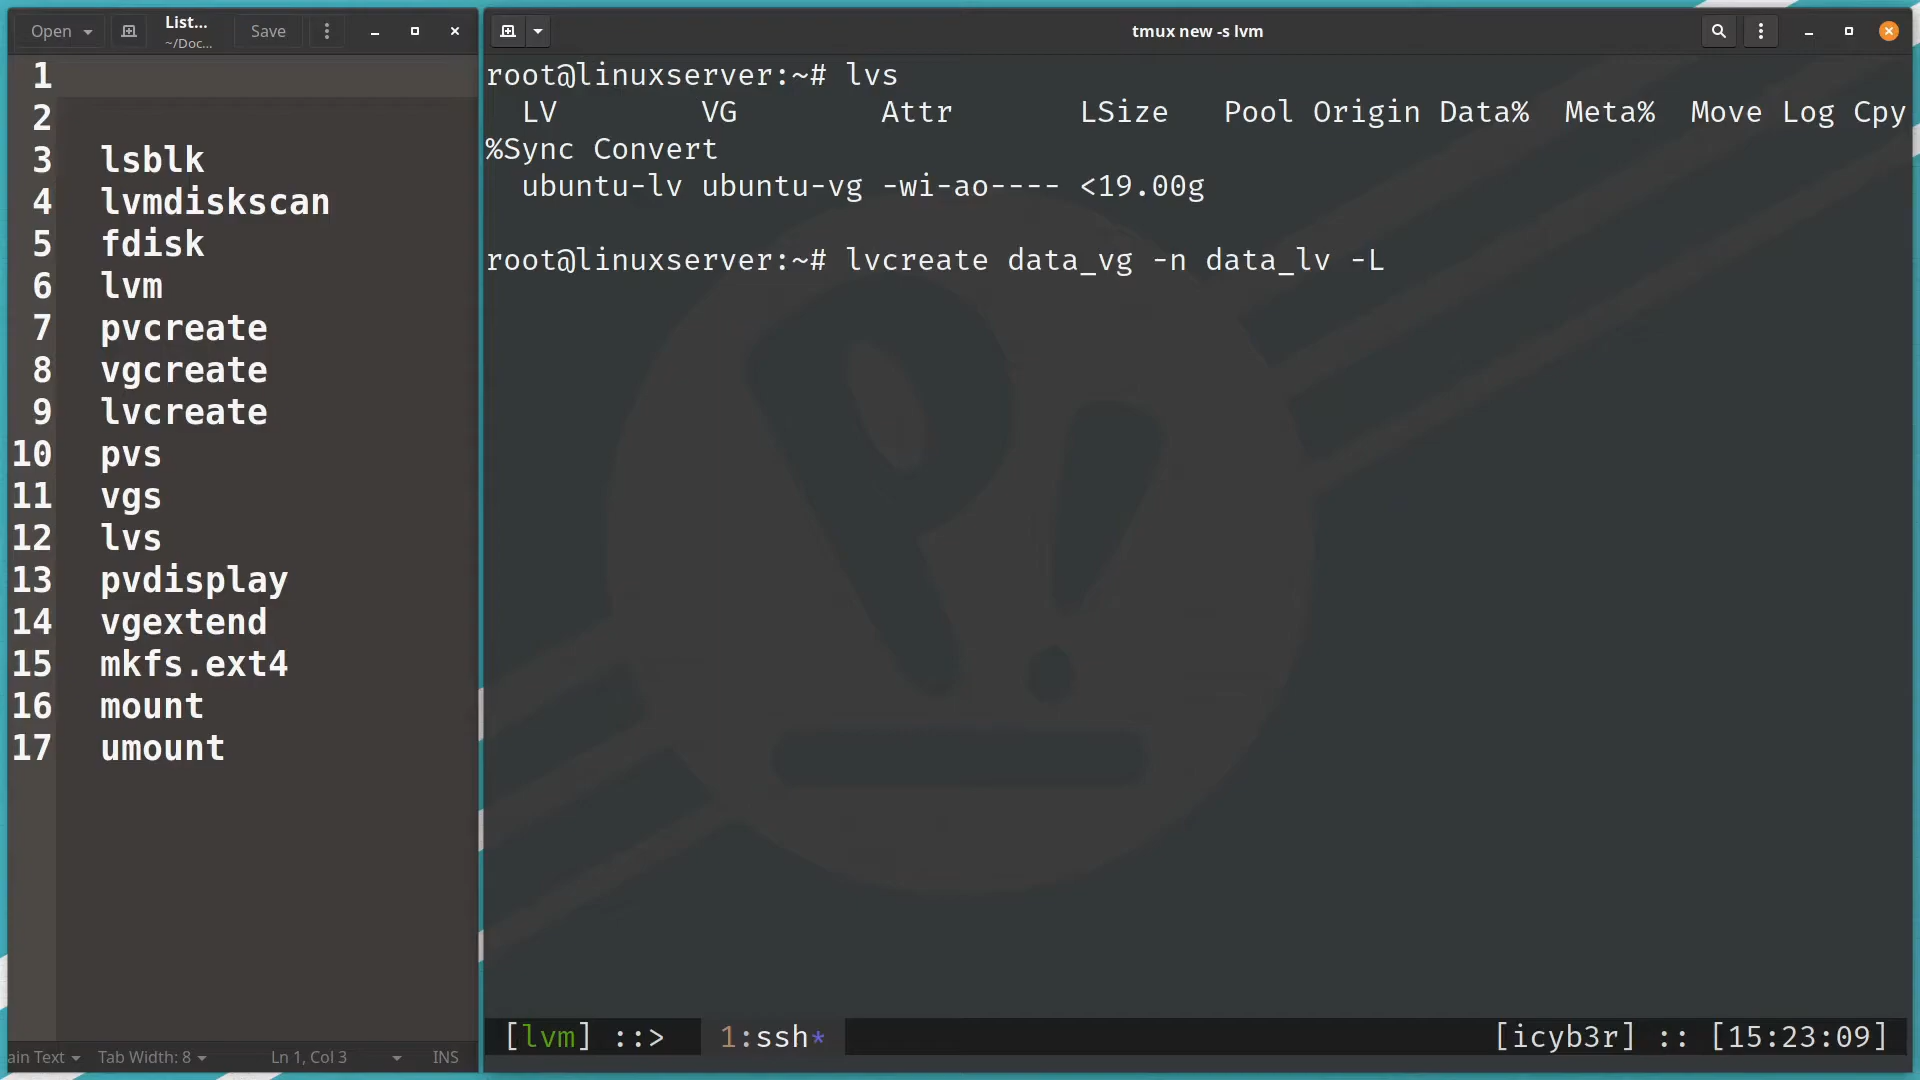 Open
List...
~/Doc...
Save
1
2
3 lsblk
4 lvmdiskscan
5 fdisk
6 lvm
7 pvcreate
8 vgcreate
9 lvcreate
10 pvs
11 vgs
12 lvs
13 pvdisplay
14 vgextend
15 mkfs.ext4
16 mount
17 umount
ain Text Tab Width: 8 Ln 1, Col 3 INS
tmux new -s lvm
root@linuxserver:~# lvs
LV VG Attr LSize Pool Origin Data% Meta% Move Log Cpy
%Sync Convert
ubuntu-lv ubuntu-vg -wi-ao---- <19.00g
root@linuxserver:~# lvcreate data_vg -n data_lv -L
[lvm] ::> 1:ssh* [icyb3r] :: [15:23:09]